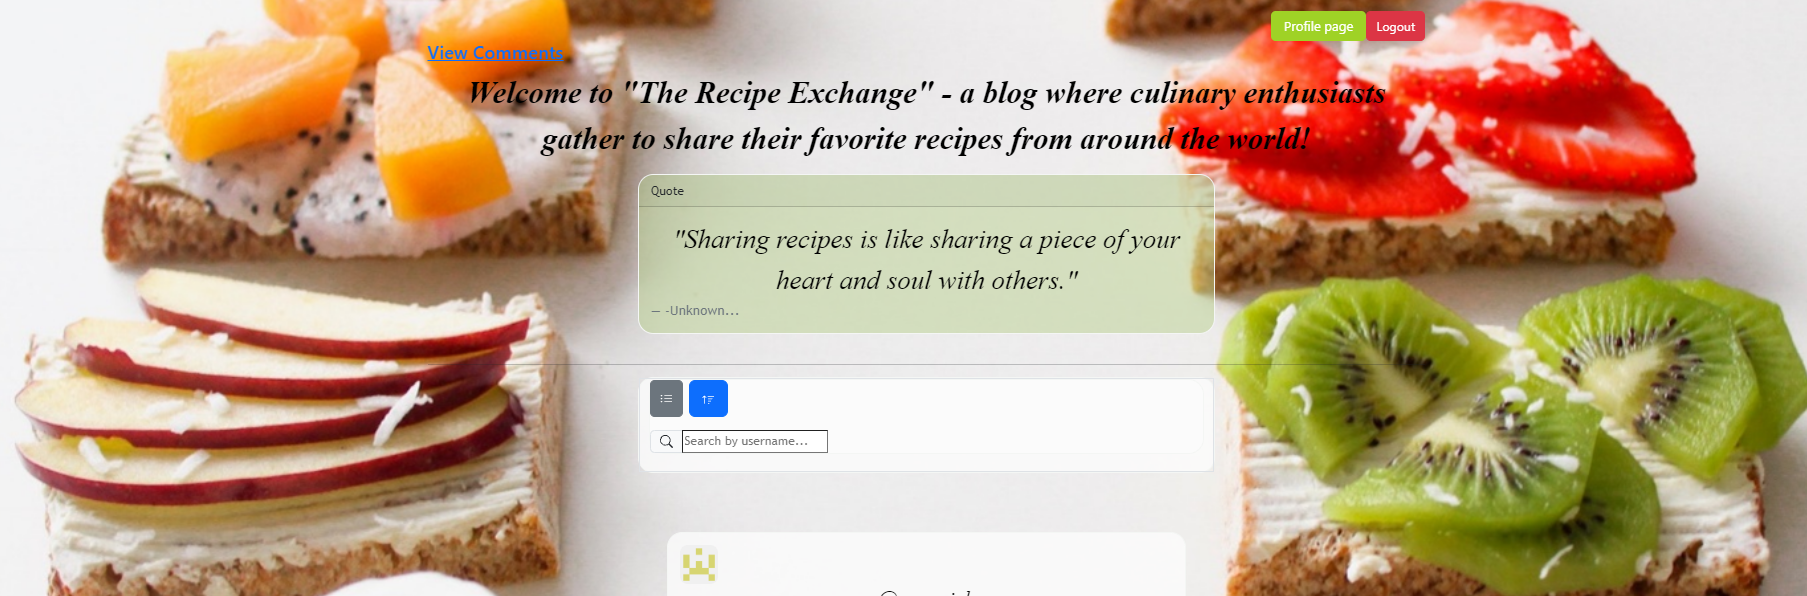 Profile page Logout
View Comments
Welcome to "The Recipe Exchange" - a blog where culinary enthusiasts
gather to share their favorite recipes from around the world!
Quote
"Sharing recipes is like sharing a piece of your
heart and soul with others."
— -Unknown...
Search by username...